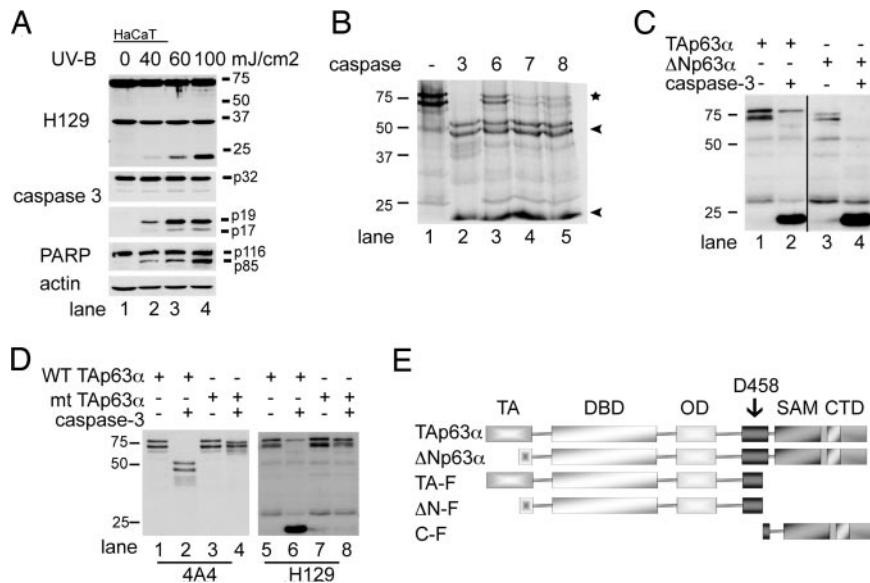 A
HaCaT
UV-B 0 40 60 100 mJ/cm2
H129
75
50
37
25
caspase 3
p32
p19
p17
PARP
p116
p85
actin
lane 1 2 3 4
B
caspase - 3 6 7 8
75
50
37
25
lane 1 2 3 4 5
C
TAp63α + +
ΔNp63α + +
caspase-3 - + - +
75
50
25
lane 1 2 3 4
D
WT TAp63α + + - - + + - -
mt TAp63α - - + + - - + +
caspase-3 - + - + - + - +
75
50
25
lane 1 2 3 4 5 6 7 8
4A4 H129
E
D458
TA DBD OD SAM CTD
TAp63α
ΔNp63α
TA-F
ΔN-F
C-F